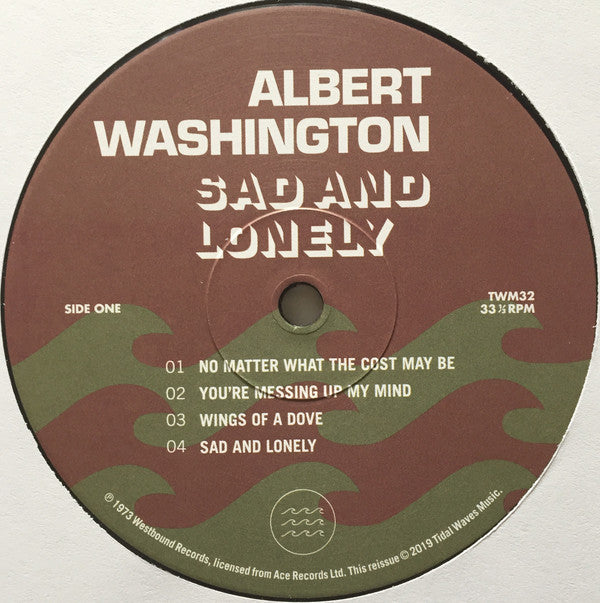 ALBERT
WASHINGTON
SAD AND
LONELY
SIDE ONE
TWM32
33 ⅓ RPM
01 NO MATTER WHAT THE COST MAY BE
02 YOU'RE MESSING UP MY MIND
03 WINGS OF A DOVE
04 SAD AND LONELY
℗ 1973 Westbound Records, licensed from Ace Records Ltd. This reissue © 2019 Tidal Waves Music.